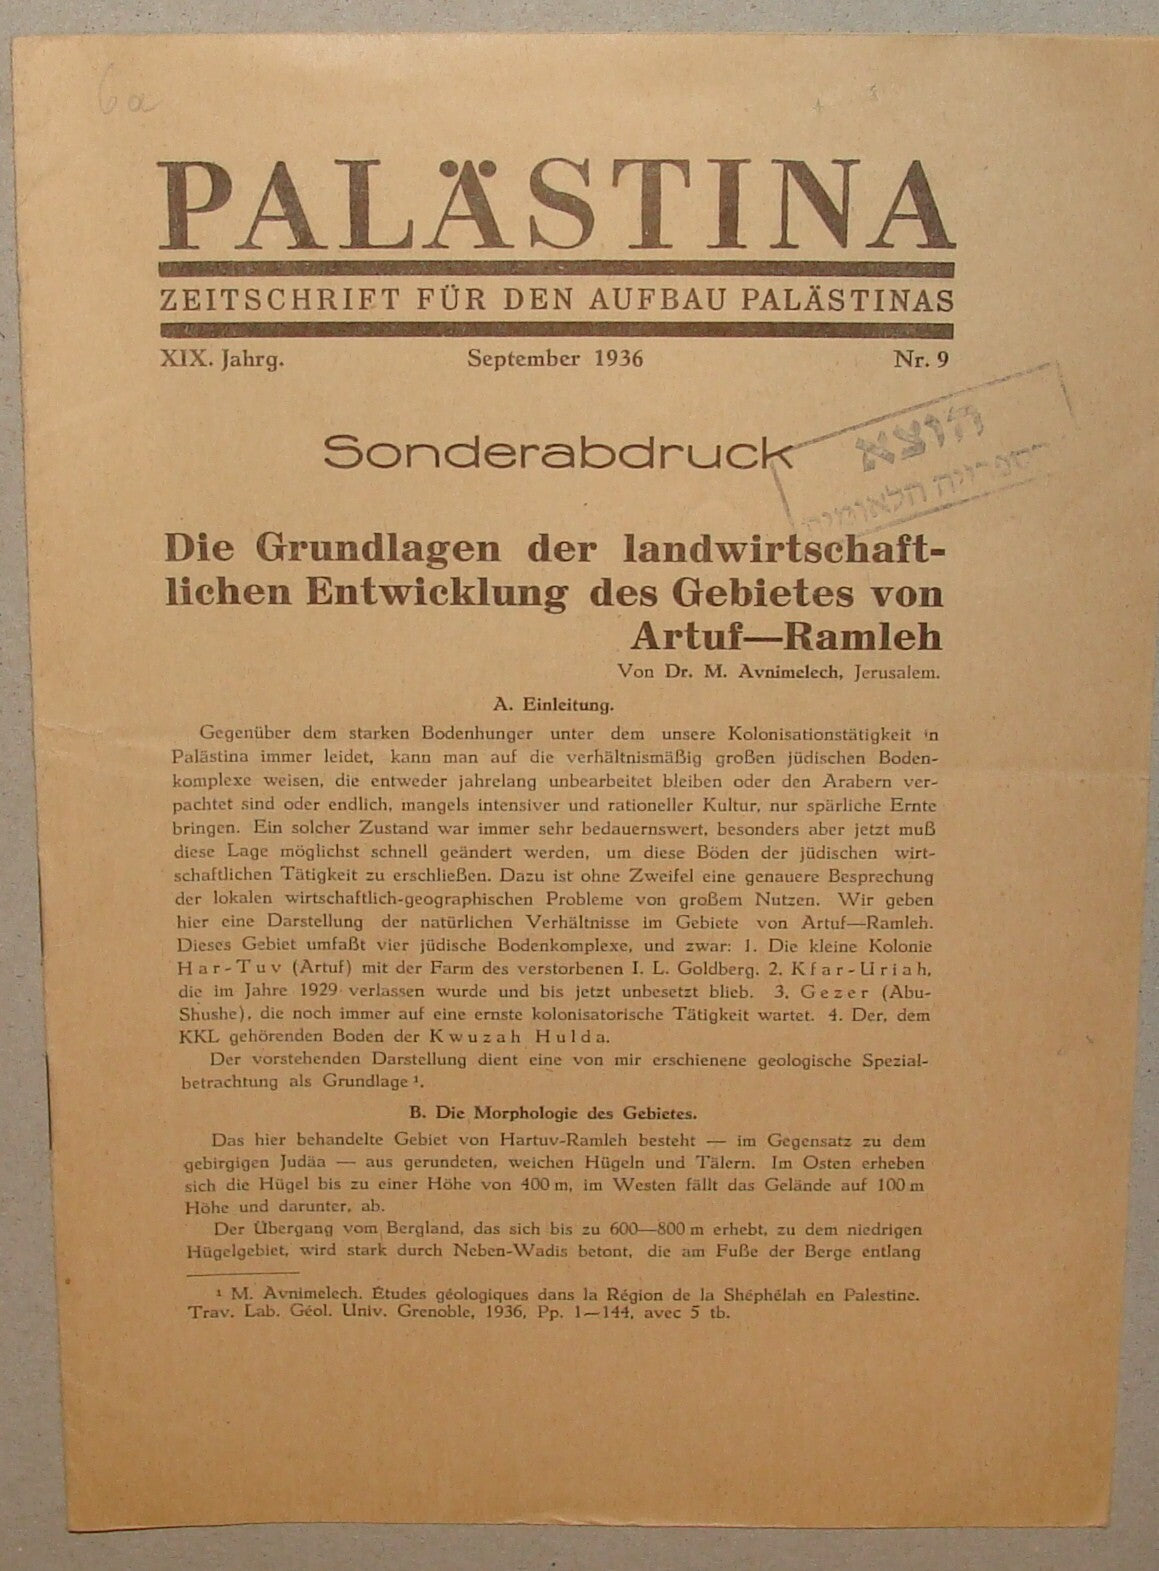 6a
PALÄSTINA
ZEITSCHRIFT FÜR DEN AUFBAU PALÄSTINAS
XIX. Jahrg. September 1936 Nr. 9
Sonderabdruck
הוצא
מספרית הלאומית
Die Grundlagen der landwirtschaft-
lichen Entwicklung des Gebietes von
Artuf—Ramleh
Von Dr. M. Avnimelech, Jerusalem.
A. Einleitung.
Gegenüber dem starken Bodenhunger unter dem unsere Kolonisationstätigkeit in
Palästina immer leidet, kann man auf die verhältnismäßig großen jüdischen Boden-
komplexe weisen, die entweder jahrelang unbearbeitet bleiben oder den Arabern ver-
pachtet sind oder endlich, mangels intensiver und rationeller Kultur, nur spärliche Ernte
bringen. Ein solcher Zustand war immer sehr bedauernswert, besonders aber jetzt muß
diese Lage möglichst schnell geändert werden, um diese Böden der jüdischen wirt-
schaftlichen Tätigkeit zu erschließen. Dazu ist ohne Zweifel eine genauere Besprechung
der lokalen wirtschaftlich-geographischen Probleme von großem Nutzen. Wir geben
hier eine Darstellung der natürlichen Verhältnisse im Gebiete von Artuf—Ramleh.
Dieses Gebiet umfaßt vier jüdische Bodenkomplexe, und zwar: 1. Die kleine Kolonie
Har-Tuv (Artuf) mit der Farm des verstorbenen I. L. Goldberg. 2. Kfar-Uriah,
die im Jahre 1929 verlassen wurde und bis jetzt unbesetzt blieb. 3. Gezer (Abu-
Shushe), die noch immer auf eine ernste kolonisatorische Tätigkeit wartet. 4. Der, dem
KKL gehörenden Boden der Kwuzah Hulda.
Der vorstehenden Darstellung dient eine von mir erschienene geologische Spezial-
betrachtung als Grundlage ¹.
B. Die Morphologie des Gebietes.
Das hier behandelte Gebiet von Hartuv-Ramleh besteht — im Gegensatz zu dem
gebirgigen Judäa — aus gerundeten, weichen Hügeln und Tälern. Im Osten erheben
sich die Hügel bis zu einer Höhe von 400 m, im Westen fällt das Gelände auf 100 m
Höhe und darunter, ab.
Der Übergang vom Bergland, das sich bis zu 600—800 m erhebt, zu dem niedrigen
Hügelgebiet, wird stark durch Neben-Wadis betont, die am Fuße der Berge entlang
¹ M. Avnimelech. Études géologiques dans la Région de la Shéphélah en Palestine.
Trav. Lab. Géol. Univ. Grenoble, 1936, Pp. 1—144, avec 5 tb.